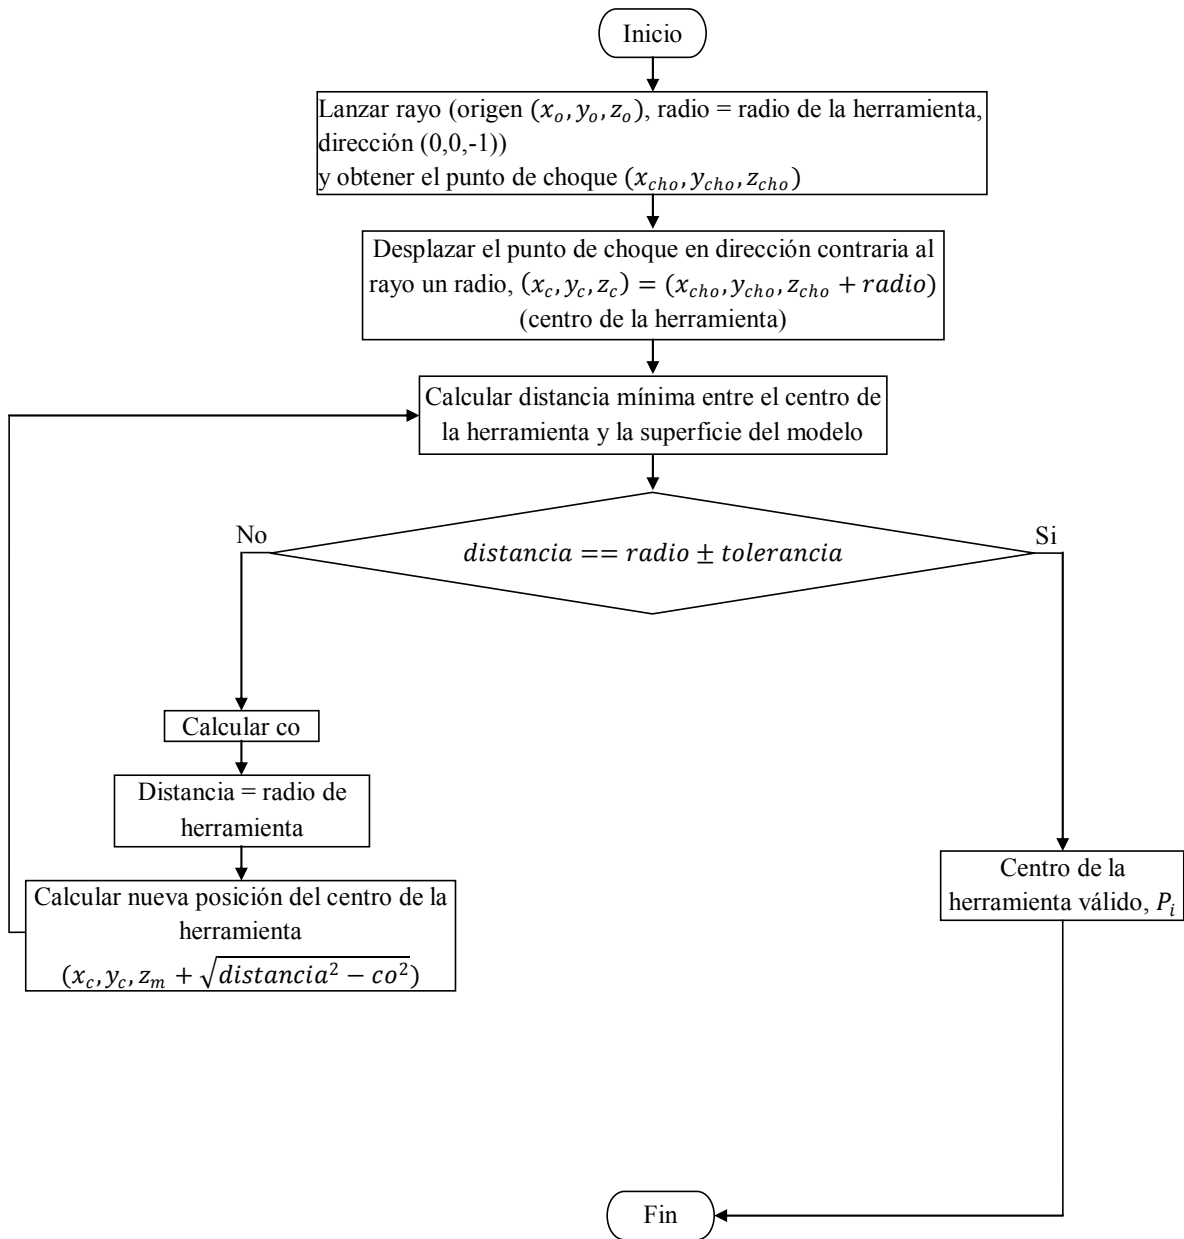 Inicio
Lanzar rayo (origen (x_o, y_o, z_o), radio = radio de la herramienta,
dirección (0,0,-1))
y obtener el punto de choque (x_cho, y_cho, z_cho)
Desplazar el punto de choque en dirección contraria al
rayo un radio, (x_c, y_c, z_c) = (x_cho, y_cho, z_cho + radio)
(centro de la herramienta)
Calcular distancia mínima entre el centro de
la herramienta y la superficie del modelo
No
Si
distancia == radio ± tolerancia
Calcular co
Distancia = radio de
herramienta
Calcular nueva posición del centro de la
herramienta
(x_c, y_c, z_m + √(distancia² − co²))
Centro de la
herramienta válido, P_i
Fin